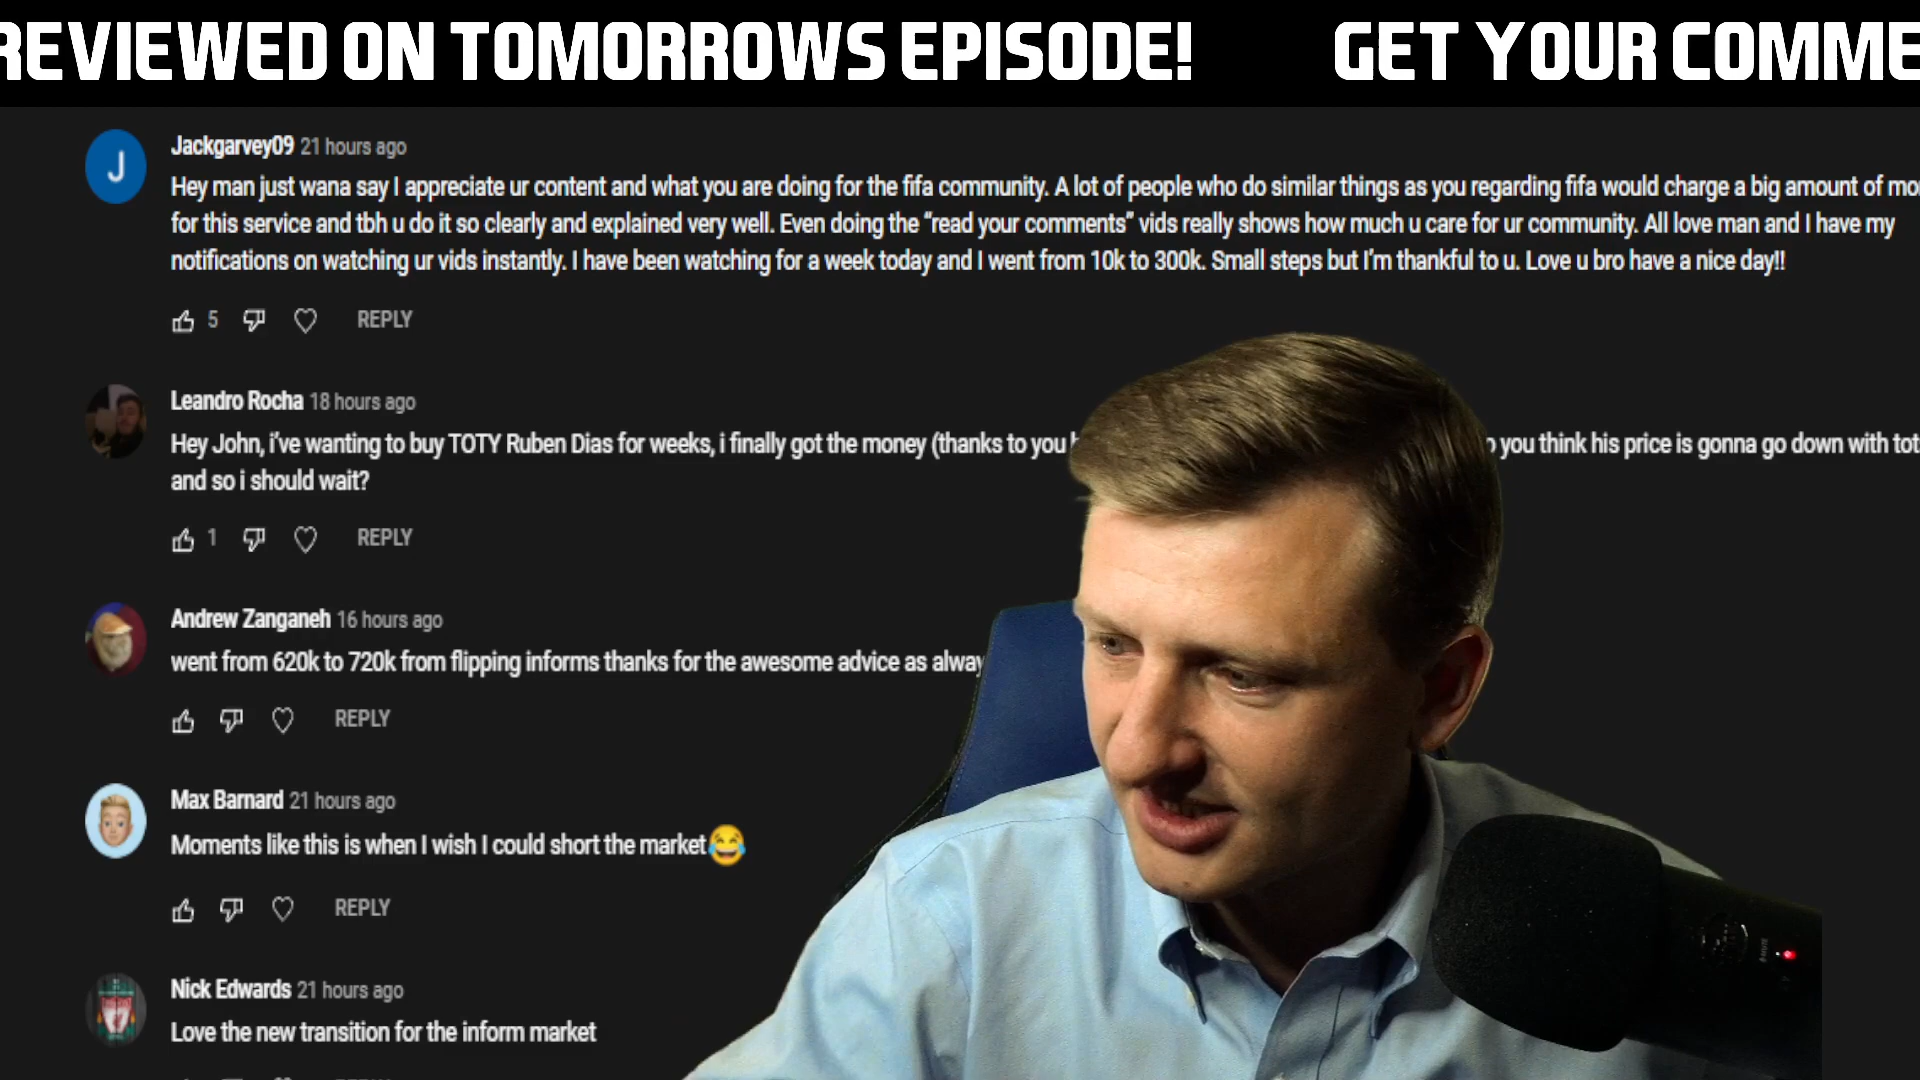 REVIEWED ON TOMORROWS EPISODE! GET YOUR COMME
J
Jackgarvey09 21 hours ago
Hey man just wana say I appreciate ur content and what you are doing for the fifa community. A lot of people who do similar things as you regarding fifa would charge a big amount of mo
for this service and tbh u do it so clearly and explained very well. Even doing the “read your comments” vids really shows how much u care for ur community. All love man and I have my
notifications on watching ur vids instantly. I have been watching for a week today and I went from 10k to 300k. Small steps but I'm thankful to u. Love u bro have a nice day!!
5 REPLY
Leandro Rocha 18 hours ago
Hey John, i've wanting to buy TOTY Ruben Dias for weeks, i finally got the money (thanks to you you think his price is gonna go down with tot
and so i should wait?
1 REPLY
Andrew Zanganeh 16 hours ago
went from 620k to 720k from flipping informs thanks for the awesome advice as alway
REPLY
Max Barnard 21 hours ago
Moments like this is when I wish I could short the market😂
REPLY
Nick Edwards 21 hours ago
Love the new transition for the inform market